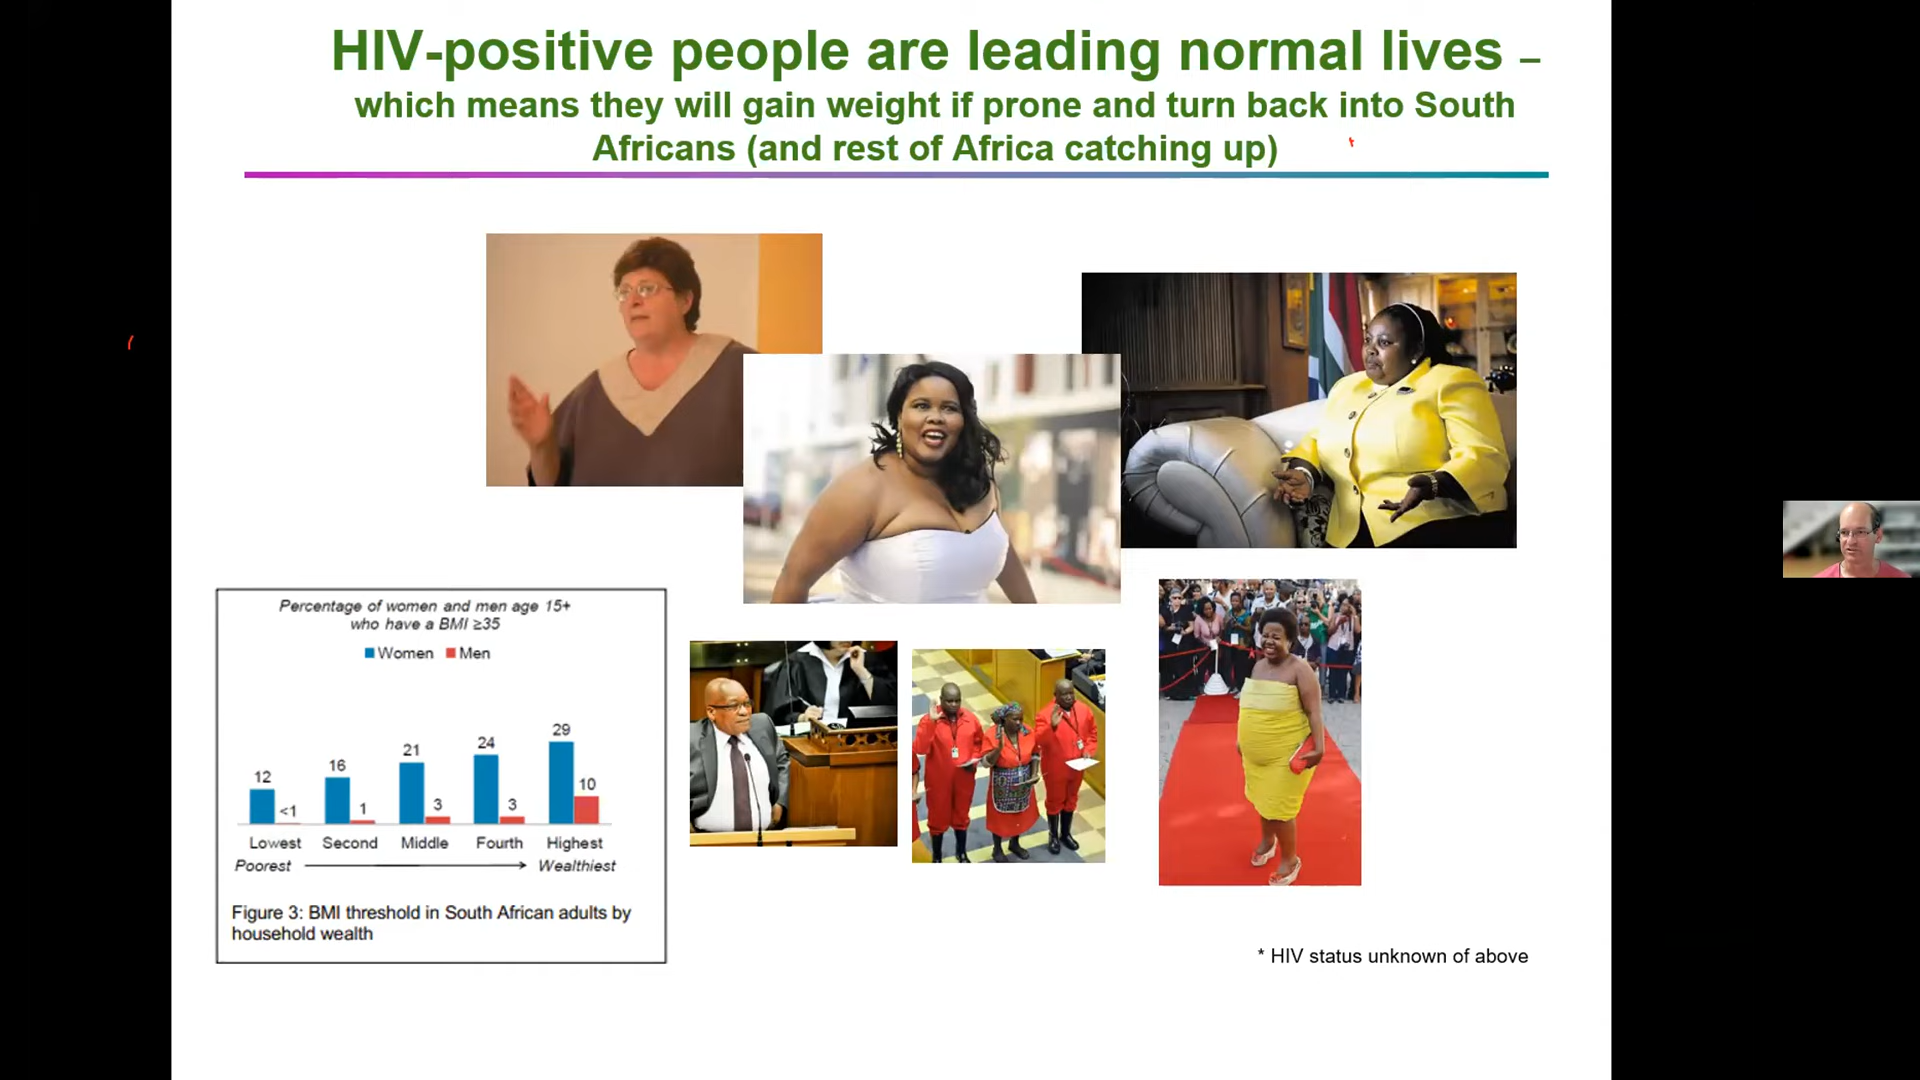 HIV-positive people are leading normal lives –
which means they will gain weight if prone and turn back into South
Africans (and rest of Africa catching up)
Percentage of women and men age 15+
who have a BMI ≥35
Women Men
12 <1 16 1 21 3 24 3 29 10
Lowest Second Middle Fourth Highest
Poorest Wealthiest
Figure 3: BMI threshold in South African adults by
household wealth
* HIV status unknown of above